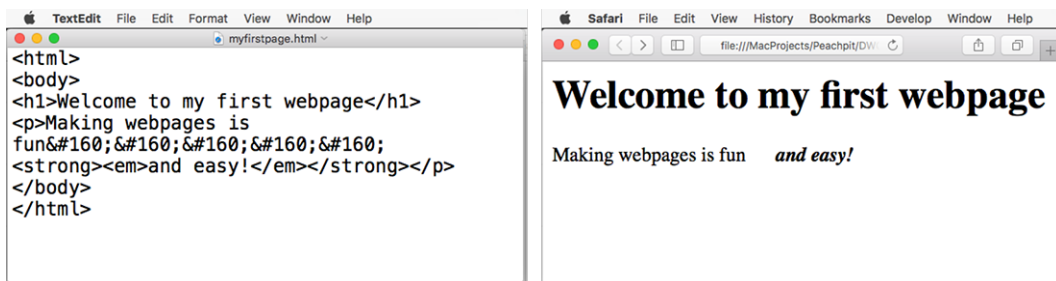 TextEdit File Edit Format View Window Help
myfirstpage.html
<html>
<body>
<h1>Welcome to my first webpage</h1>
<p>Making webpages is
fun&#160;&#160;&#160;&#160;&#160;
<strong><em>and easy!</em></strong></p>
</body>
</html>
Safari File Edit View History Bookmarks Develop Window Help
file:///MacProjects/Peachpit/DW
Welcome to my first webpage
Making webpages is fun and easy!